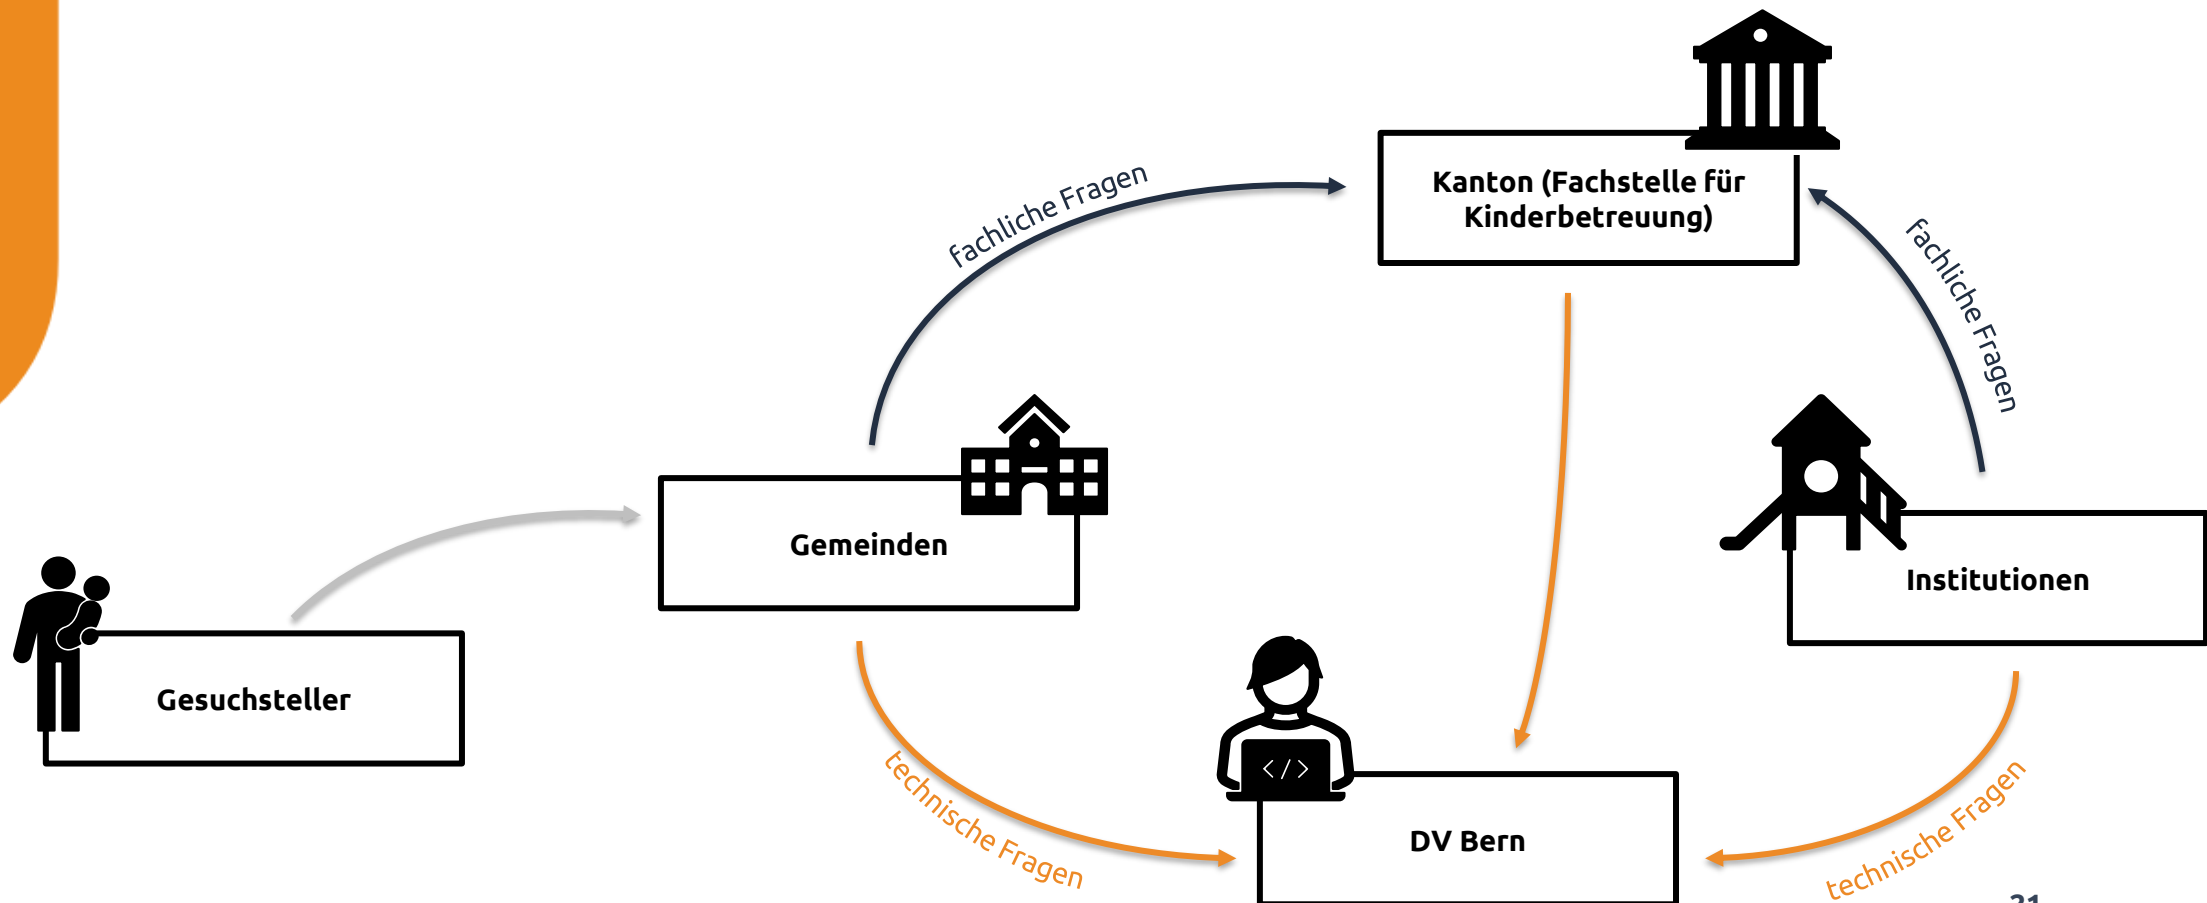 fachliche Fragen
Kanton (Fachstelle für
Kinderbetreuung)
fachliche Fragen
Gemeinden
Institutionen
Gesuchsteller
technische Fragen
</>
DV Bern
technische Fragen